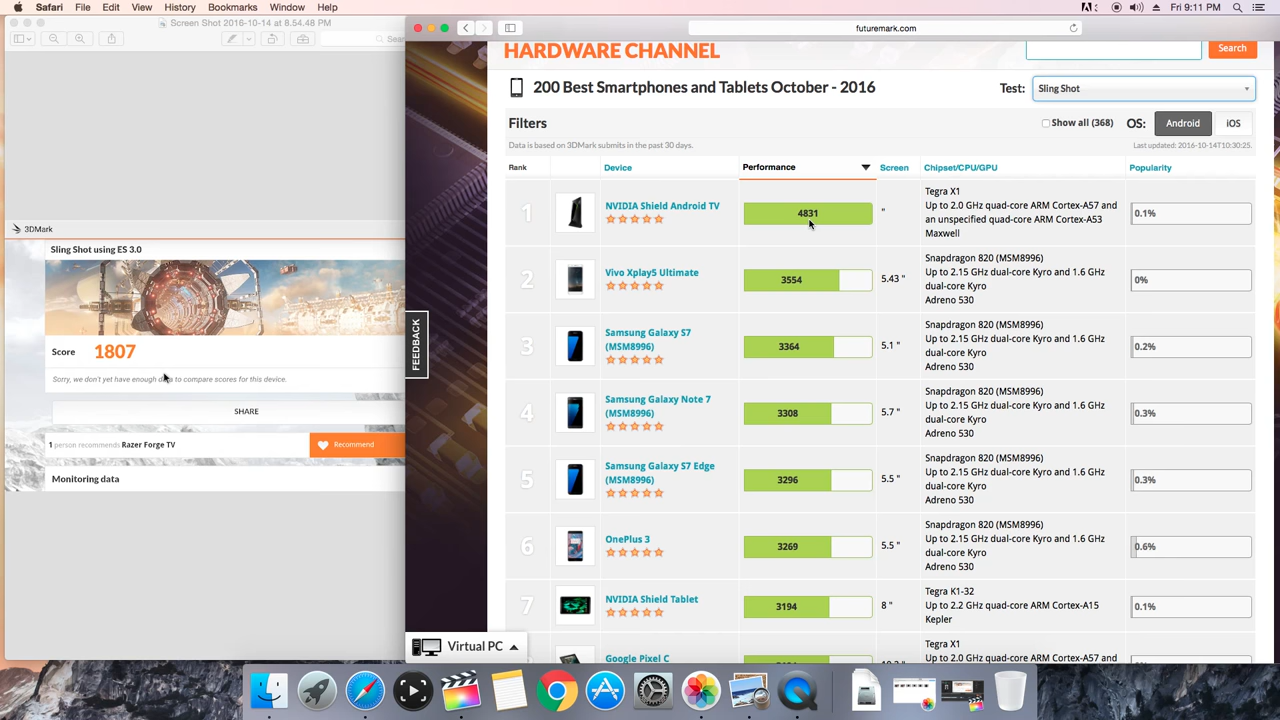 Safari File Edit View History Bookmarks Window Help
Fri 9:11 PM
Screen Shot 2016-10-14 at 8.54.48 PM
3DMark
Sling Shot using ES 3.0
Score 1807
Sorry, we don't yet have enough data to compare scores for this device.
SHARE
1 person recommends Razer Forge TV
Recommend
Monitoring data
futuremark.com
HARDWARE CHANNEL
Search
200 Best Smartphones and Tablets October - 2016
Test: Sling Shot
Filters
Show all (368) OS: Android iOS
Data is based on 3DMark submits in the past 30 days.
Last updated: 2016-10-14T10:30:25.
Rank Device Performance Screen Chipset/CPU/GPU Popularity
1 NVIDIA Shield Android TV 4831 "
Tegra X1
Up to 2.0 GHz quad-core ARM Cortex-A57 and
an unspecified quad-core ARM Cortex-A53
Maxwell
0.1%
2 Vivo Xplay5 Ultimate 3554 5.43 "
Snapdragon 820 (MSM8996)
Up to 2.15 GHz dual-core Kyro and 1.6 GHz
dual-core Kyro
Adreno 530
0%
3 Samsung Galaxy S7
(MSM8996)
3364 5.1 "
Snapdragon 820 (MSM8996)
Up to 2.15 GHz dual-core Kyro and 1.6 GHz
dual-core Kyro
Adreno 530
0.2%
4 Samsung Galaxy Note 7
(MSM8996)
3308 5.7 "
Snapdragon 820 (MSM8996)
Up to 2.15 GHz dual-core Kyro and 1.6 GHz
dual-core Kyro
Adreno 530
0.3%
5 Samsung Galaxy S7 Edge
(MSM8996)
3296 5.5 "
Snapdragon 820 (MSM8996)
Up to 2.15 GHz dual-core Kyro and 1.6 GHz
dual-core Kyro
Adreno 530
0.3%
6 OnePlus 3 3269 5.5 "
Snapdragon 820 (MSM8996)
Up to 2.15 GHz dual-core Kyro and 1.6 GHz
dual-core Kyro
Adreno 530
0.6%
7 NVIDIA Shield Tablet 3194 8 "
Tegra K1-32
Up to 2.2 GHz quad-core ARM Cortex-A15
Kepler
0.1%
Google Pixel C
Tegra X1
Up to 2.0 GHz quad-core ARM Cortex-A57 and
FEEDBACK
Virtual PC